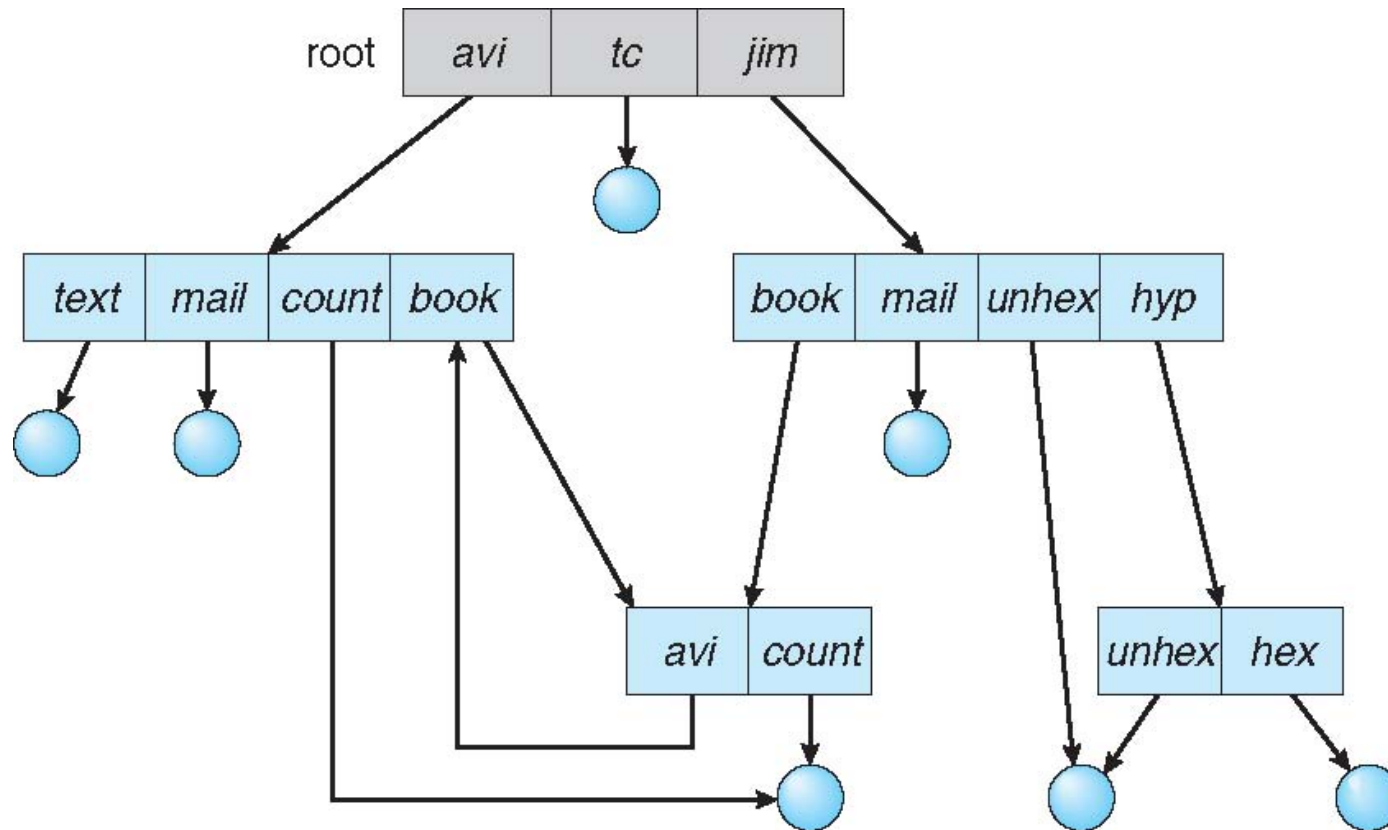 root avi tc jim
text mail count book
book mail unhex hyp
avi count
unhex hex